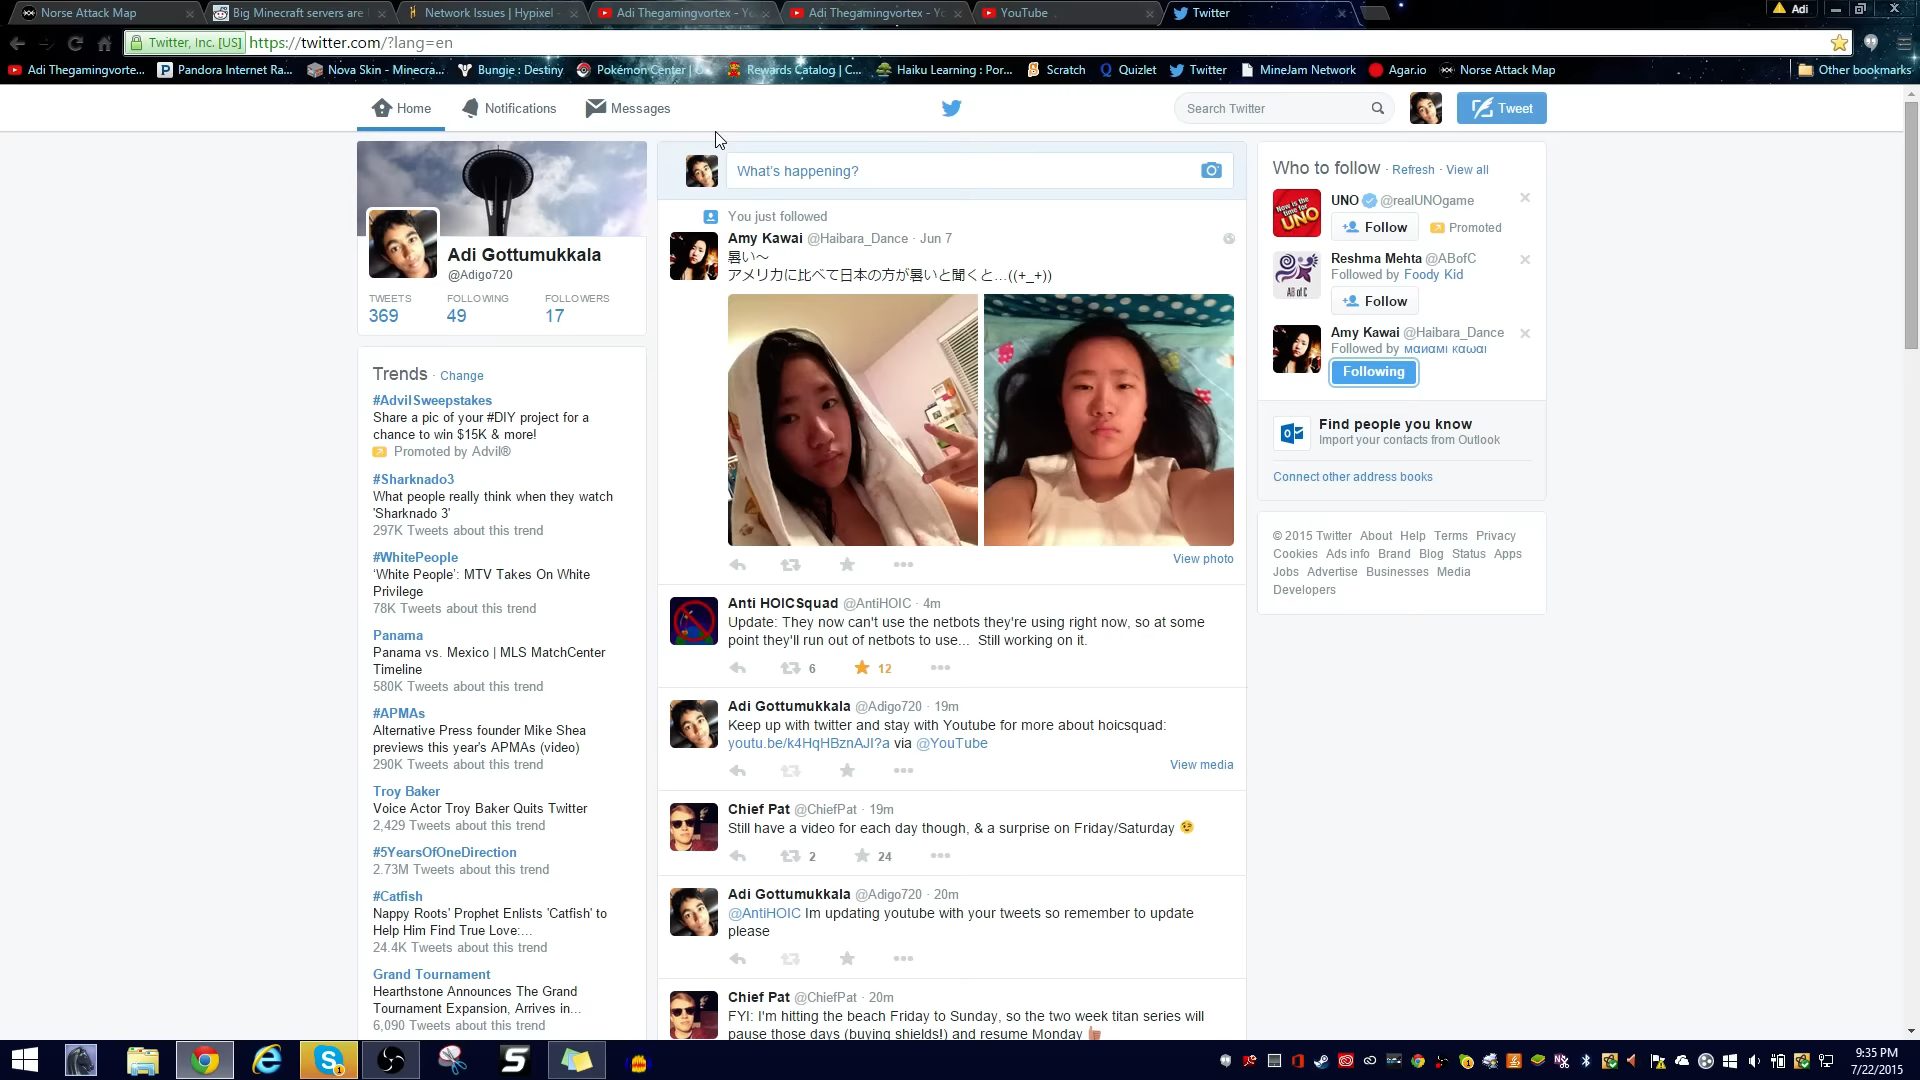 Norse Attack Map
Big Minecraft servers are
Network Issues | Hypixel -
Adi Thegamingvortex - Yo
Adi Thegamingvortex - Yo
YouTube
Twitter
Adi
Twitter, Inc. [US] https://twitter.com/?lang=en
Adi Thegamingvorte...
Pandora Internet Ra...
Nova Skin - Minecra...
Bungie : Destiny
Pokémon Center | O...
Rewards Catalog | C...
Haiku Learning : Por...
Scratch
Quizlet
Twitter
MineJam Network
Agar.io
Norse Attack Map
Other bookmarks
Home
Notifications
Messages
Search Twitter
Tweet
Adi Gottumukkala
@Adigo720
TWEETS FOLLOWING FOLLOWERS
369 49 17
Trends · Change
#AdvilSweepstakes
Share a pic of your #DIY project for a
chance to win $15K & more!
Promoted by Advil®
#Sharknado3
What people really think when they watch
'Sharknado 3'
297K Tweets about this trend
#WhitePeople
‘White People’: MTV Takes On White
Privilege
78K Tweets about this trend
Panama
Panama vs. Mexico | MLS MatchCenter
Timeline
580K Tweets about this trend
#APMAs
Alternative Press founder Mike Shea
previews this year's APMAs (video)
290K Tweets about this trend
Troy Baker
Voice Actor Troy Baker Quits Twitter
2,429 Tweets about this trend
#5YearsOfOneDirection
2.73M Tweets about this trend
#Catfish
Nappy Roots' Prophet Enlists 'Catfish' to
Help Him Find True Love:...
24.4K Tweets about this trend
Grand Tournament
Hearthstone Announces The Grand
Tournament Expansion, Arrives in...
6,090 Tweets about this trend
What's happening?
You just followed
Amy Kawai @Haibara_Dance · Jun 7
暑い〜
アメリカに比べて日本の方が暑いと聞くと…((+_+))
View photo
Anti HOICSquad @AntiHOIC · 4m
Update: They now can't use the netbots they're using right now, so at some
point they'll run out of netbots to use... Still working on it.
6 12
Adi Gottumukkala @Adigo720 · 19m
Keep up with twitter and stay with Youtube for more about hoicsquad:
youtu.be/k4HqHBznAJI?a via @YouTube
View media
Chief Pat @ChiefPat · 19m
Still have a video for each day though, & a surprise on Friday/Saturday 😉
2 24
Adi Gottumukkala @Adigo720 · 20m
@AntiHOIC Im updating youtube with your tweets so remember to update
please
Chief Pat @ChiefPat · 20m
FYI: I'm hitting the beach Friday to Sunday, so the two week titan series will
pause those days (buying shields!) and resume Monday
Who to follow · Refresh · View all
Now is the time for UNO
UNO @realUNOgame
Follow
Promoted
Reshma Mehta @ABofC
Followed by Foody Kid
AB of C
Follow
Amy Kawai @Haibara_Dance
Followed by
Following
Find people you know
Import your contacts from Outlook
Connect other address books
© 2015 Twitter About Help Terms Privacy
Cookies Ads info Brand Blog Status Apps
Jobs Advertise Businesses Media
Developers
9:35 PM
7/22/2015